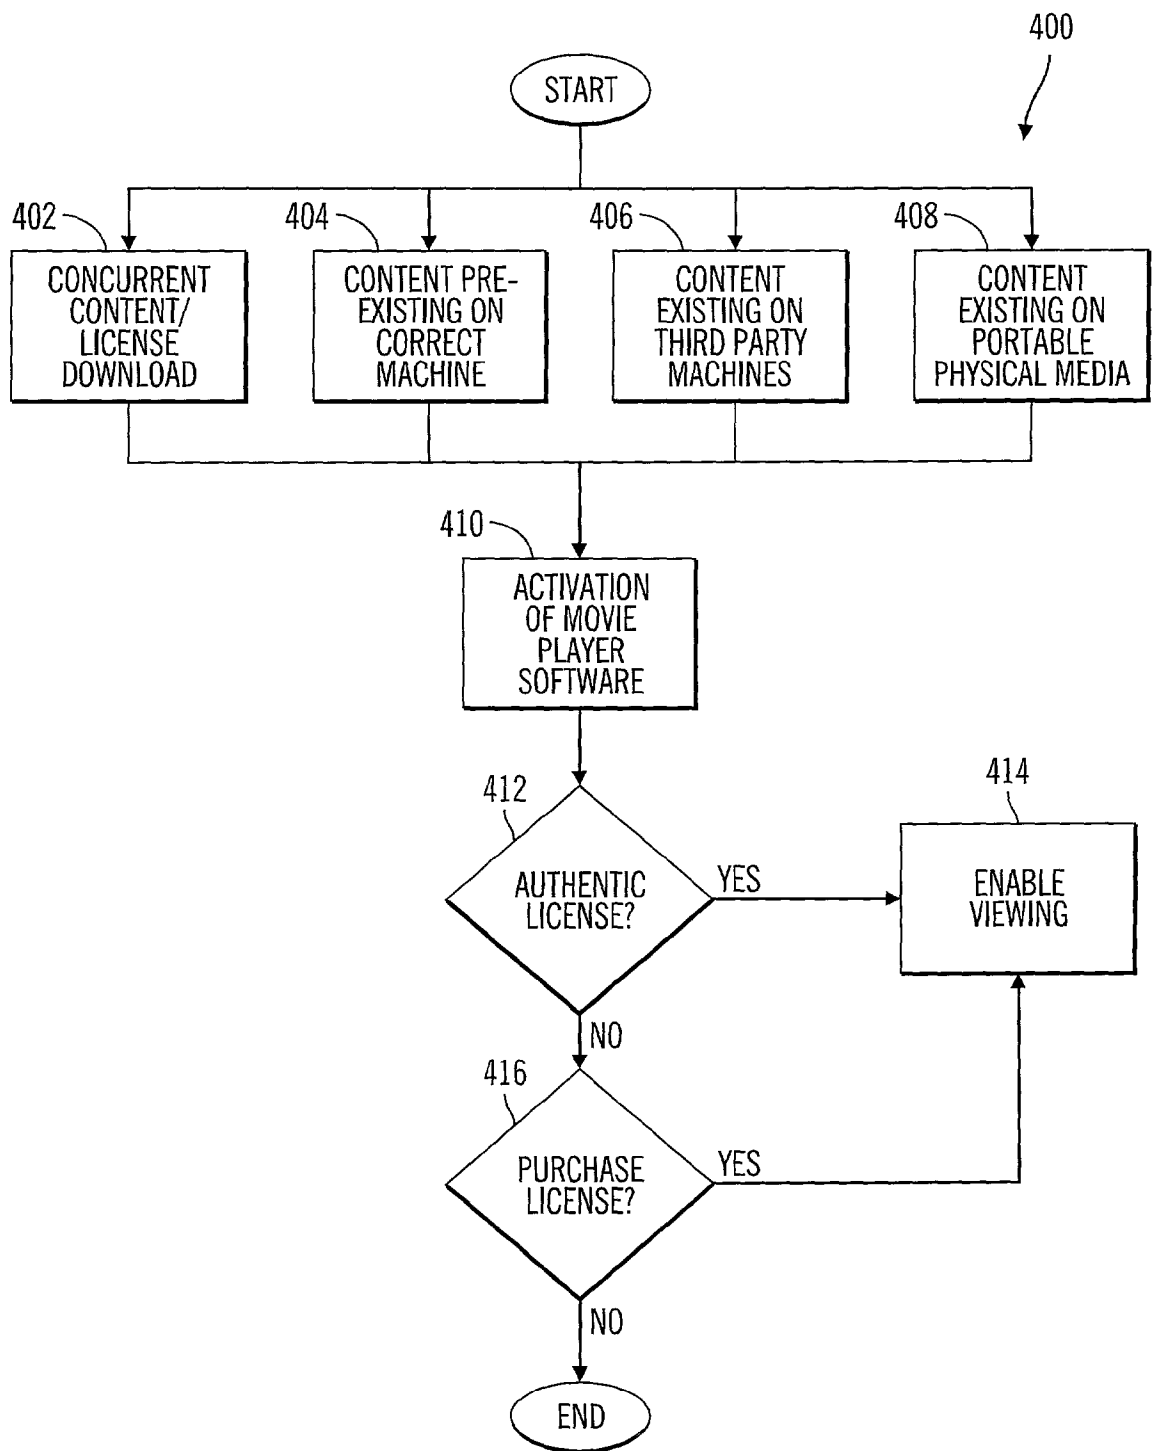 400
START
402
404
406
408
CONCURRENT
CONTENT/
LICENSE
DOWNLOAD
CONTENT PRE-
EXISTING ON
CORRECT
MACHINE
CONTENT
EXISTING ON
THIRD PARTY
MACHINES
CONTENT
EXISTING ON
PORTABLE
PHYSICAL MEDIA
410
ACTIVATION
OF MOVIE
PLAYER
SOFTWARE
412
AUTHENTIC
LICENSE?
YES
414
ENABLE
VIEWING
NO
416
PURCHASE
LICENSE?
YES
NO
END